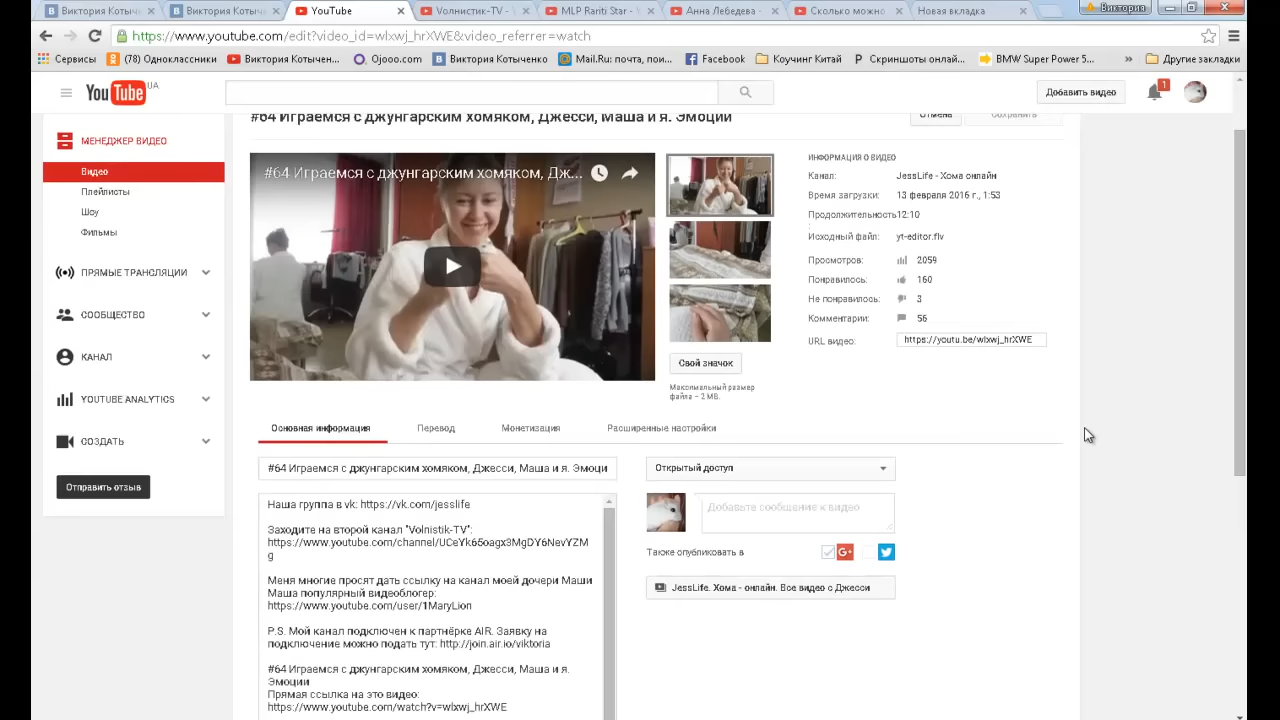 Виктория Котыч
Виктория Котыч
YouTube
Volnистик-TV -
MLP Rariti Star -
Анна Лебеде
Сколько можно
Новая вкладка
Виктория
https://www.youtube.com/edit?video_id=wlxwj_hrXWE&video_referrer=watch
Сервисы
(78) Одноклассники
Виктория Котычен...
Ojooo.com
Виктория Котыченко
Mail.Ru: почта, пои...
Facebook
Коучинг Китай
Скриншоты онлай...
BMW Super Power 5...
»
Другие закладки
YouTube UA
Добавить видео
1
#64 Играемся с джунгарским хомяком, Джесси, Маша и я. Эмоции
Отмена
Сохранить
МЕНЕДЖЕР ВИДЕО
Видео
Плейлисты
Шоу
Фильмы
ПРЯМЫЕ ТРАНСЛЯЦИИ
СООБЩЕСТВО
КАНАЛ
YOUTUBE ANALYTICS
СОЗДАТЬ
Отправить отзыв
#64 Играемся с джунгарским хомяком, Дж...
Свой значок
Максимальный размер
файла – 2 MB.
ИНФОРМАЦИЯ О ВИДЕО
Канал: JessLife - Хома онлайн
Время загрузки: 13 февраля 2016 г., 1:53
Продолжительность 12:10
:
Исходный файл: yt-editor.flv
Просмотров: 2059
Понравилось: 160
Не понравилось: 3
Комментарии: 56
URL видео: https://youtu.be/wlxwj_hrXWE
Основная информация
Перевод
Монетизация
Расширенные настройки
#64 Играемся с джунгарским хомяком, Джесси, Маша и я. Эмоци
Наша группа в vk: https://vk.com/jesslife
Заходите на второй канал "Volnistik-TV":
https://www.youtube.com/channel/UCeYk65oagx3MgDY6NevYZM
g
Меня многие просят дать ссылку на канал моей дочери Маши
Маша популярный видеоблогер:
https://www.youtube.com/user/1MaryLion
P.S. Мой канал подключен к партнёрке AIR. Заявку на
подключение можно подать тут: http://join.air.io/viktoria
#64 Играемся с джунгарским хомяком, Джесси, Маша и я.
Эмоции
Прямая ссылка на это видео:
https://www.youtube.com/watch?v=wlxwj_hrXWE
Открытый доступ
Добавьте сообщение к видео
Также опубликовать в
JessLife. Хома - онлайн. Все видео с Джесси